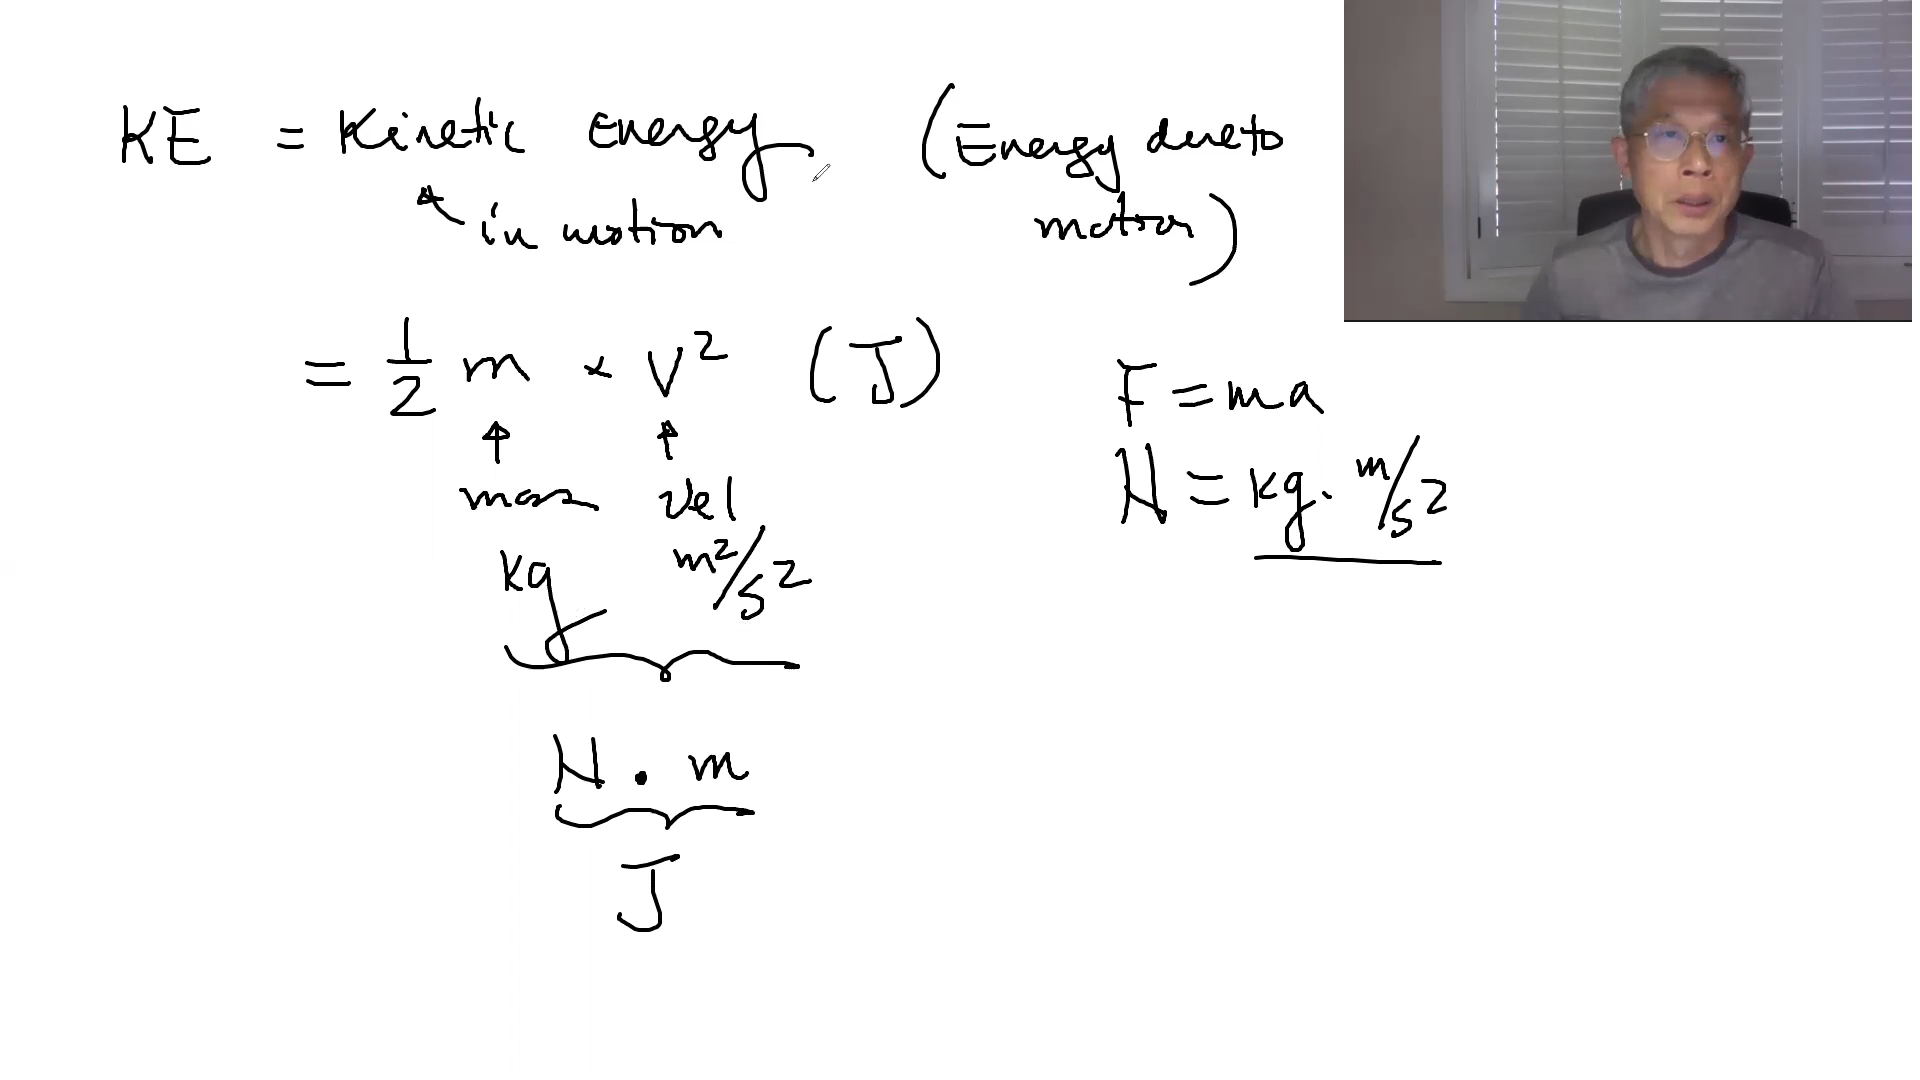 KE = Kinetic Energy (Energy due to
in motion motion)
= 1/2 m × V² (J)
F = ma
mass vel
N = kg · m/s²
kg m²/s²
N · m
J